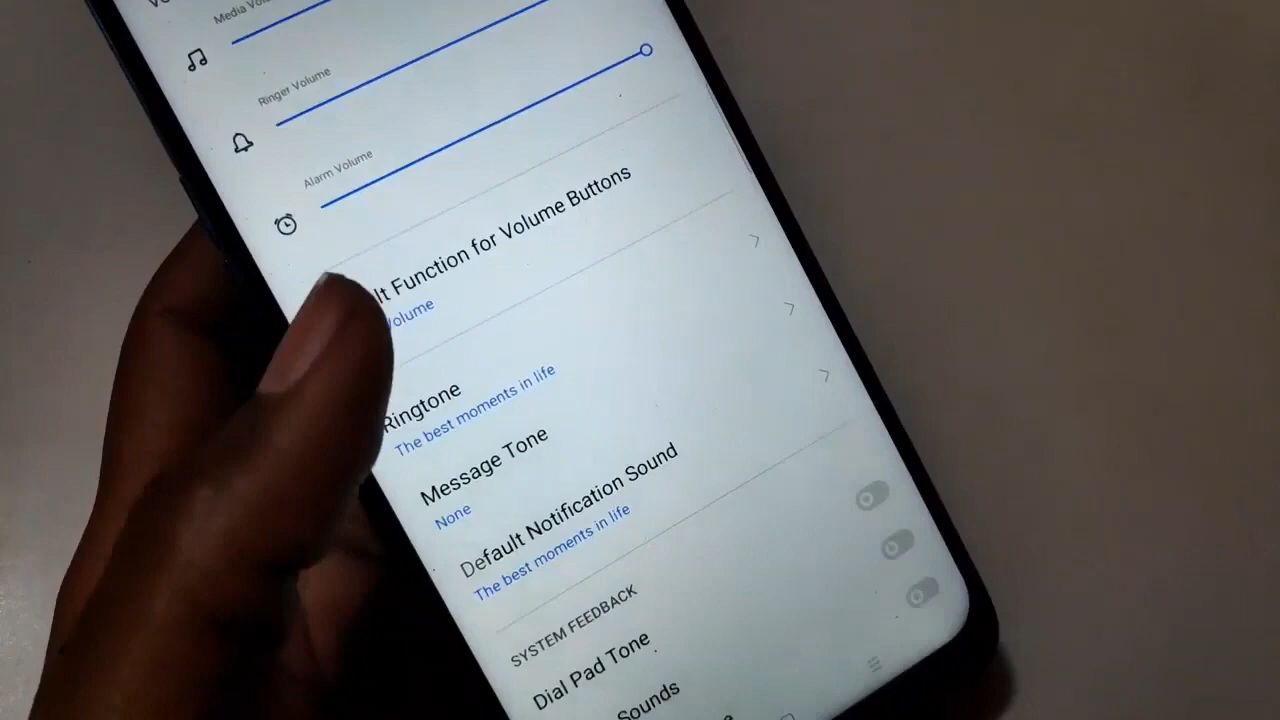 Media
Ringer Volume
Alarm Volume
lt Function for Volume Buttons
Volume
Ringtone
The best moments in life
Message Tone
None
Default Notification Sound
The best moments in life
SYSTEM FEEDBACK
Dial Pad Tone
Sounds